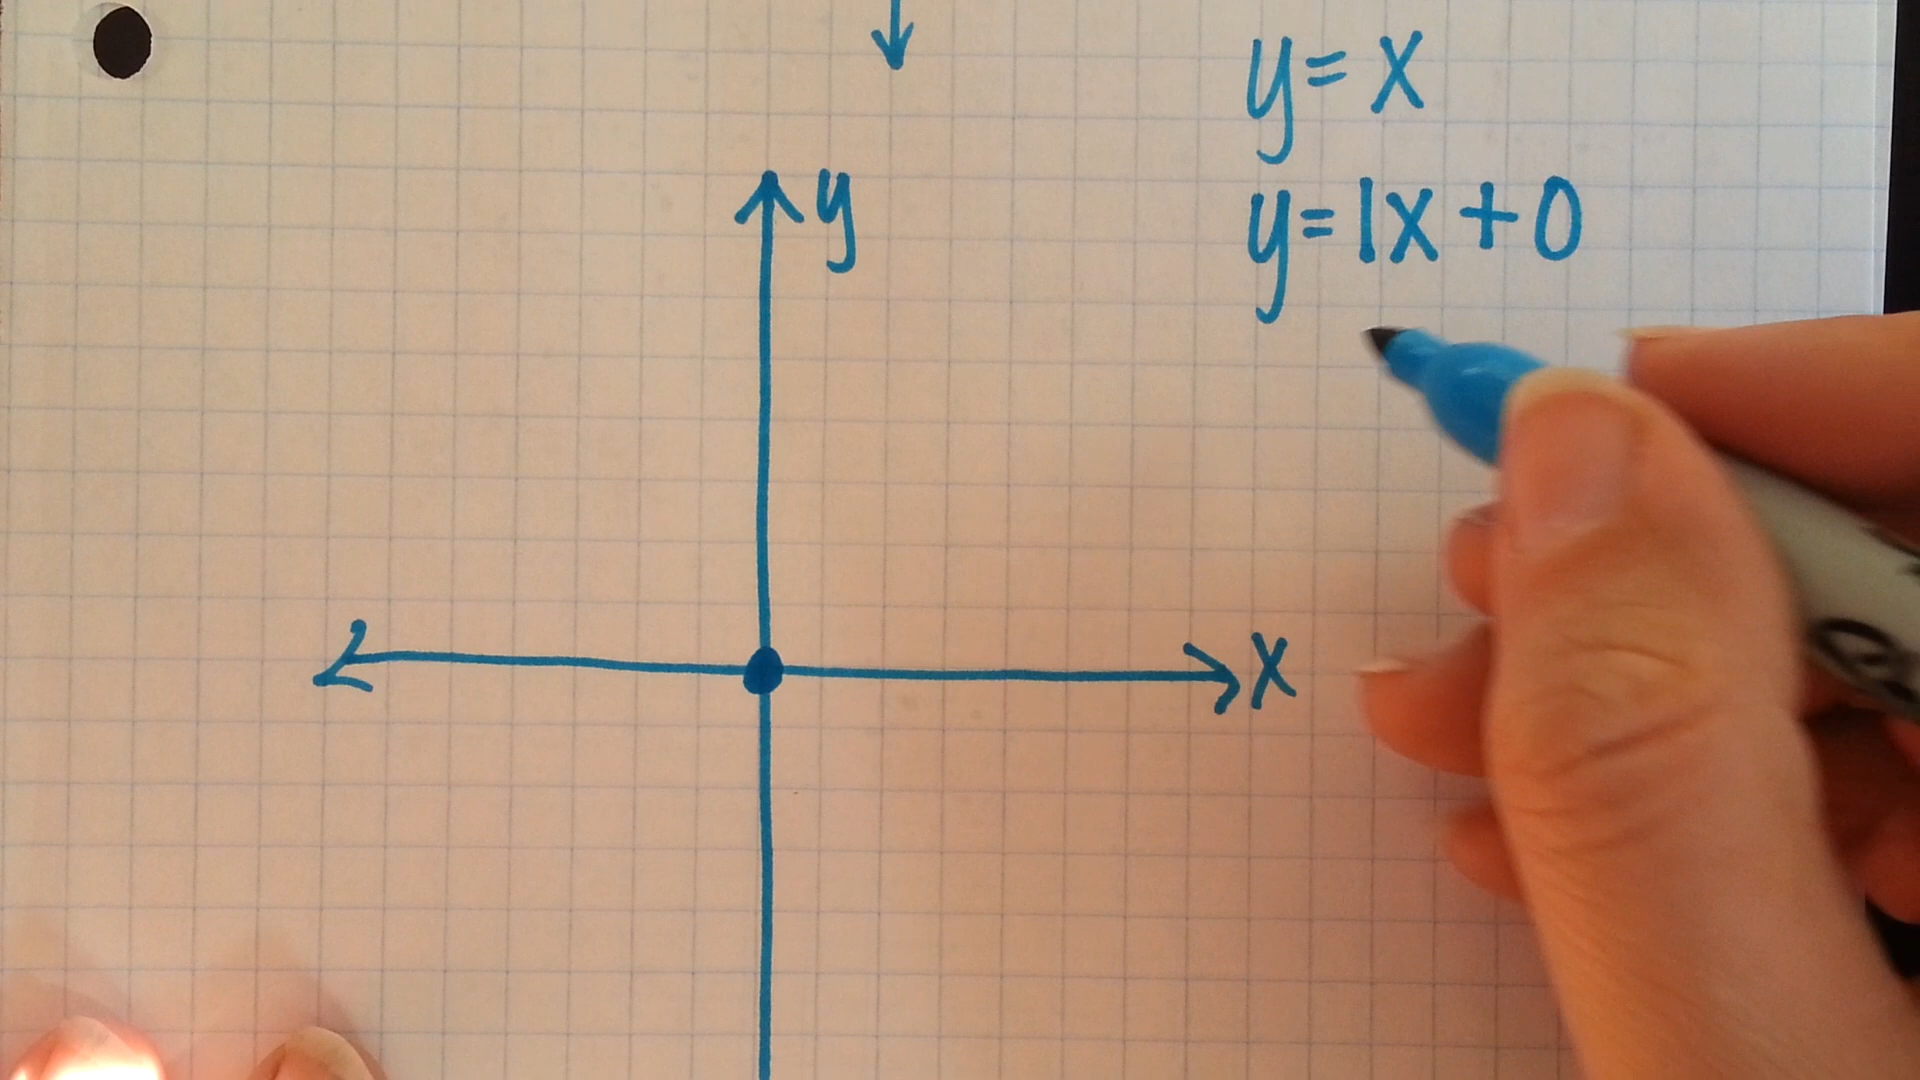 y = x
y = 1x + 0
y
x